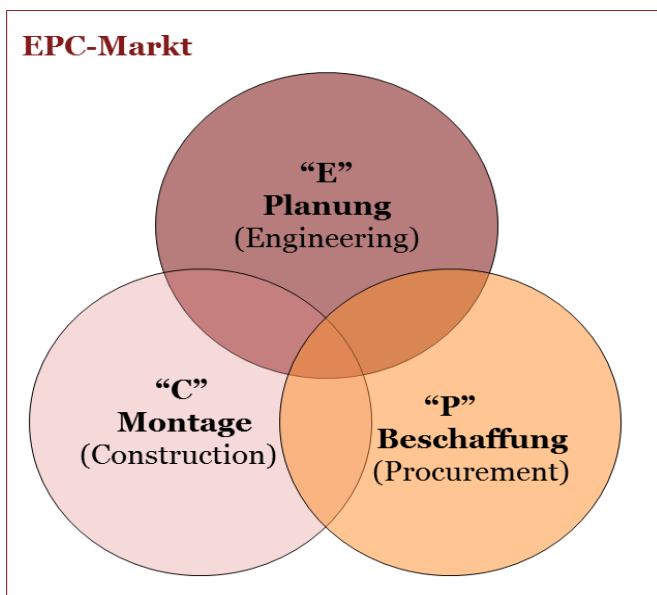 EPC-Markt
“E”
Planung
(Engineering)
“C”
Montage
(Construction)
“P”
Beschaffung
(Procurement)